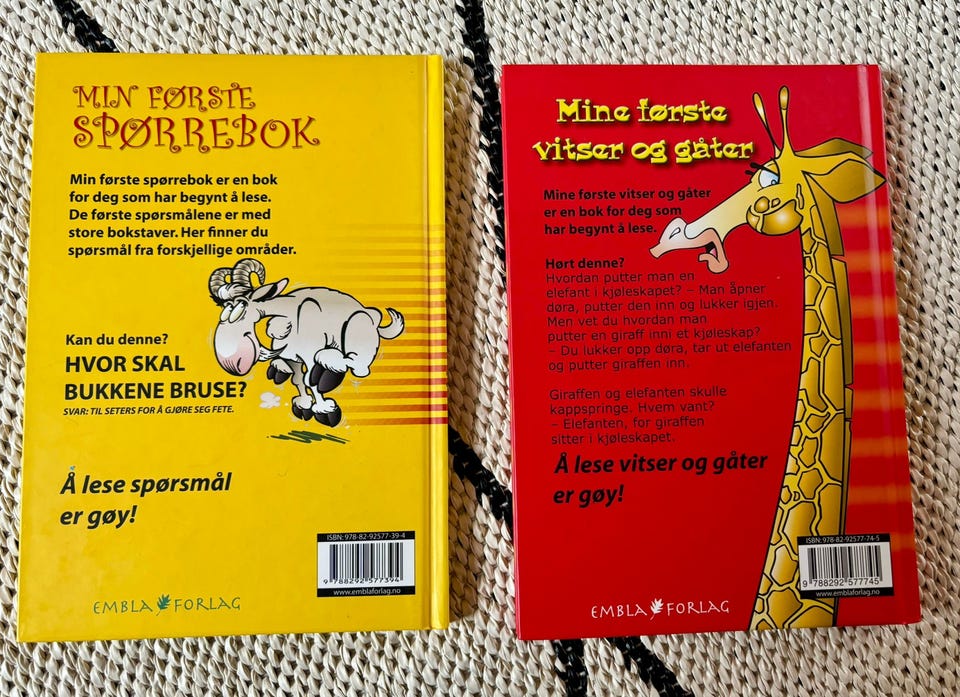 MIN FØRSTE
SPØRREBOK
Min første spørrebok er en bok
for deg som har begynt å lese.
De første spørsmålene er med
store bokstaver. Her finner du
spørsmål fra forskjellige områder.
Kan du denne?
HVOR SKAL
BUKKENE BRUSE?
SVAR: TIL SETERS FOR Å GJØRE SEG FETE.
Å lese spørsmål
er gøy!
ISBN: 978-82-92577-39-4
9 788292 577394
www.emblaforlag.no
EMBLA FORLAG
Mine første
vitser og gåter
Mine første vitser og gåter
er en bok for deg som
har begynt å lese.
Hørt denne?
Hvordan putter man en
elefant i kjøleskapet? – Man åpner
døra, putter den inn og lukker igjen.
Men vet du hvordan man
putter en giraff inni et kjøleskap?
– Du lukker opp døra, tar ut elefanten
og putter giraffen inn.
Giraffen og elefanten skulle
kappspringe. Hvem vant?
– Elefanten, for giraffen
sitter i kjøleskapet.
Å lese vitser og gåter
er gøy!
ISBN: 978-82-92577-74-5
9 788292 577745
www.emblaforlag.no
EMBLA FORLAG